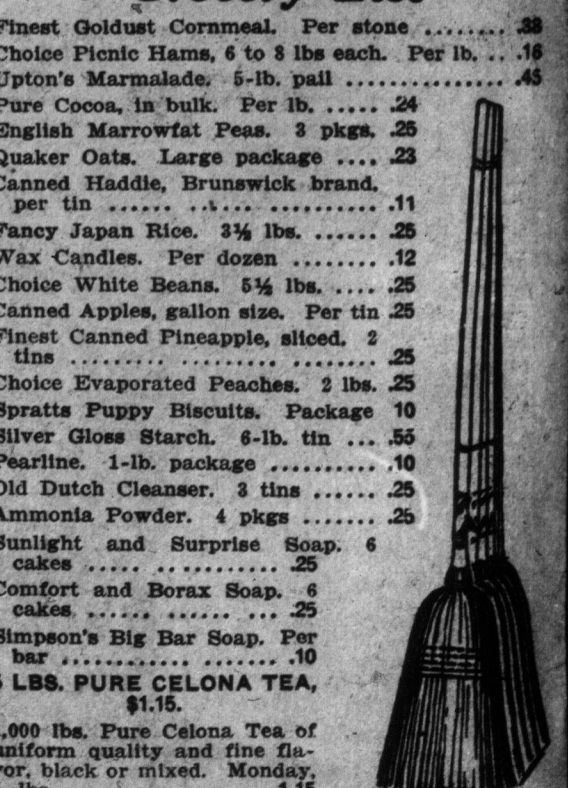 Finest Goldust Cornmeal. Per stone ........ .38
Choice Picnic Hams, 6 to 8 lbs each. Per lb. .. .16
Upton's Marmalade. 5-lb. pail ............... .45
Pure Cocoa, in bulk. Per lb. ..... .24
English Marrowfat Peas. 3 pkgs. .25
Quaker Oats. Large package .... .23
Canned Haddie, Brunswick brand.
per tin ...... ..... ........... .11
Fancy Japan Rice. 3½ lbs. ...... .25
Wax Candles. Per dozen ........ .12
Choice White Beans. 5½ lbs. .... .25
Canned Apples, gallon size. Per tin .25
Finest Canned Pineapple, sliced. 2
tins ......... ....... ......... .25
Choice Evaporated Peaches. 2 lbs. .25
Spratts Puppy Biscuits. Package 10
Silver Gloss Starch. 6-lb. tin ... .55
Pearline. 1-lb. package .......... .10
Old Dutch Cleanser. 3 tins ...... .25
Ammonia Powder. 4 pkgs ....... .25
Sunlight and Surprise Soap. 6
cakes ..... ........... .25
Comfort and Borax Soap. 6
cakes ...... ....... ... .25
Simpson's Big Bar Soap. Per
bar ............ ....... .10
5 LBS. PURE CELONA TEA,
$1.15.
,000 lbs. Pure Celona Tea of
uniform quality and fine fla-
vor, black or mixed. Monday,
lbs. 1.15